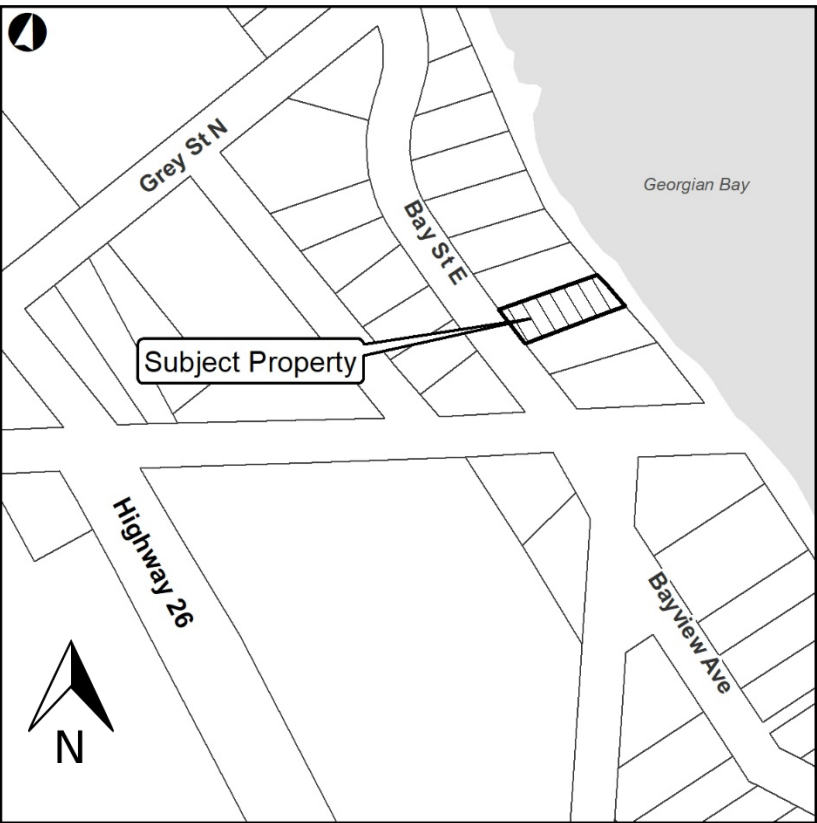 Grey St N
Georgian Bay
Bay St E
Subject Property
Highway 26
Bayview Ave
N